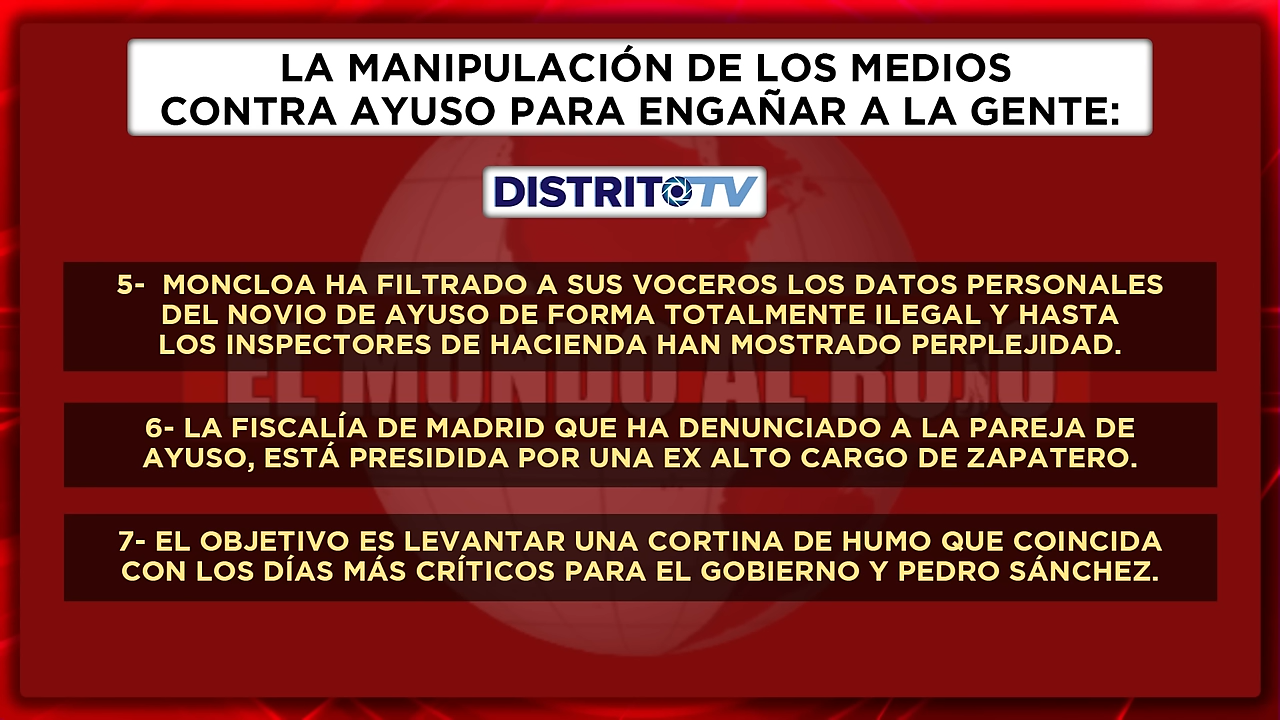 LA MANIPULACIÓN DE LOS MEDIOS
CONTRA AYUSO PARA ENGAÑAR A LA GENTE:
DISTRITOTV
5- MONCLOA HA FILTRADO A SUS VOCEROS LOS DATOS PERSONALES
DEL NOVIO DE AYUSO DE FORMA TOTALMENTE ILEGAL Y HASTA
LOS INSPECTORES DE HACIENDA HAN MOSTRADO PERPLEJIDAD.
EL MUNDO AL ROJO
6- LA FISCALÍA DE MADRID QUE HA DENUNCIADO A LA PAREJA DE
AYUSO, ESTÁ PRESIDIDA POR UNA EX ALTO CARGO DE ZAPATERO.
7- EL OBJETIVO ES LEVANTAR UNA CORTINA DE HUMO QUE COINCIDA
CON LOS DÍAS MÁS CRÍTICOS PARA EL GOBIERNO Y PEDRO SÁNCHEZ.